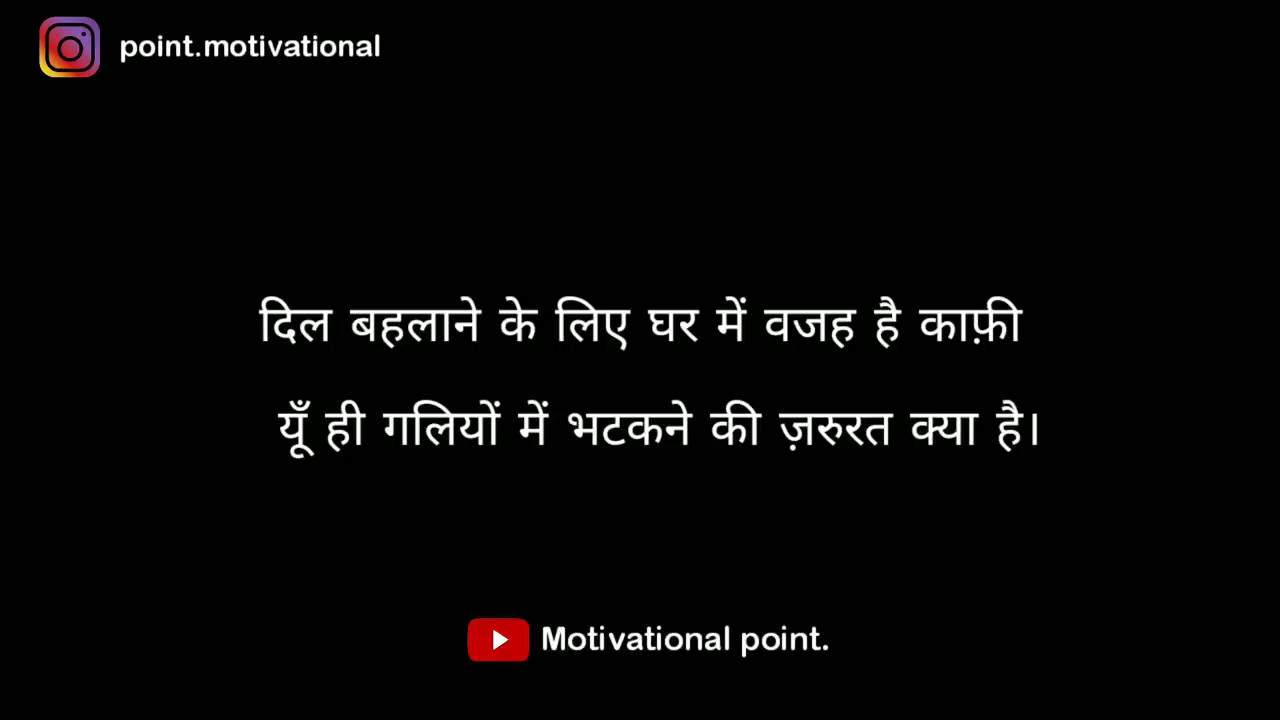 point.motivational
दिल बहलाने के लिए घर में वजह है काफ़ी
यूँ ही गलियों में भटकने की ज़रुरत क्या है।
Motivational point.